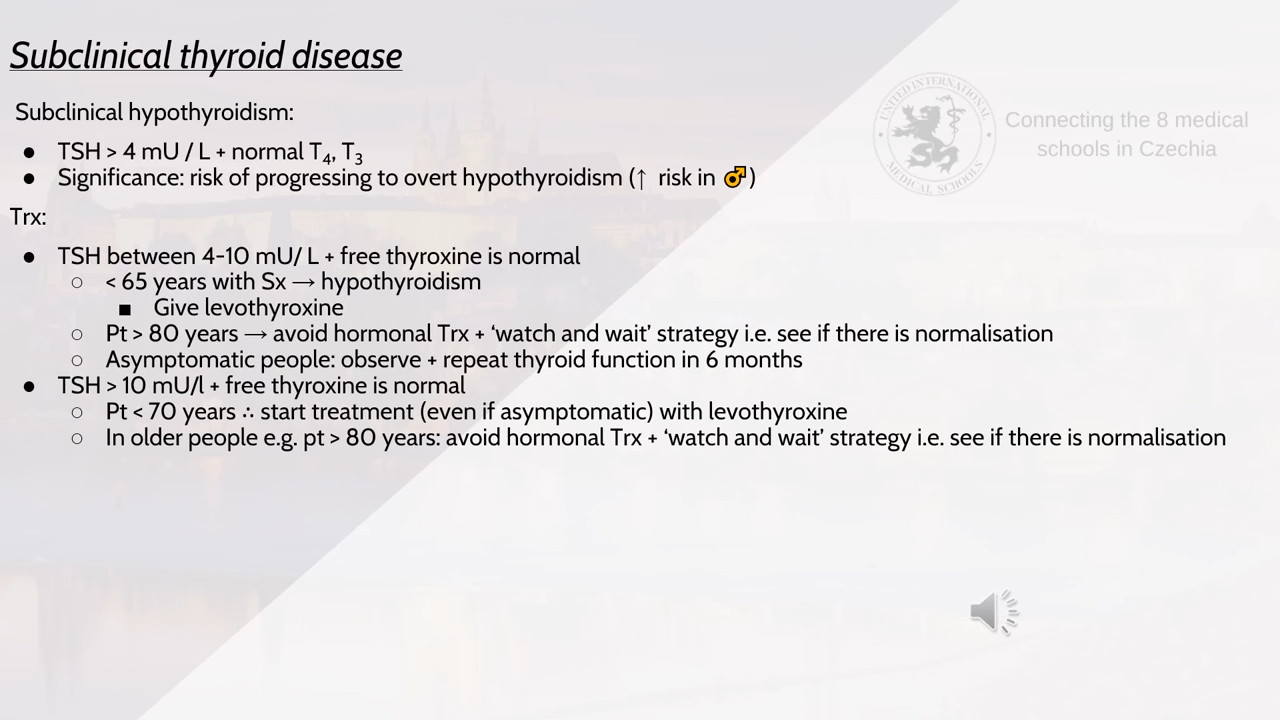 Subclinical thyroid disease
Subclinical hypothyroidism:
● TSH > 4 mU / L + normal T₄, T₃
● Significance: risk of progressing to overt hypothyroidism (↑ risk in ♂)
Trx:
● TSH between 4-10 mU/ L + free thyroxine is normal
○ < 65 years with Sx → hypothyroidism
■ Give levothyroxine
○ Pt > 80 years → avoid hormonal Trx + ‘watch and wait’ strategy i.e. see if there is normalisation
○ Asymptomatic people: observe + repeat thyroid function in 6 months
● TSH > 10 mU/l + free thyroxine is normal
○ Pt < 70 years ∴ start treatment (even if asymptomatic) with levothyroxine
○ In older people e.g. pt > 80 years: avoid hormonal Trx + ‘watch and wait’ strategy i.e. see if there is normalisation
UNITED INTERNATIONAL
MEDICAL SCHOOLS
Connecting the 8 medical
schools in Czechia